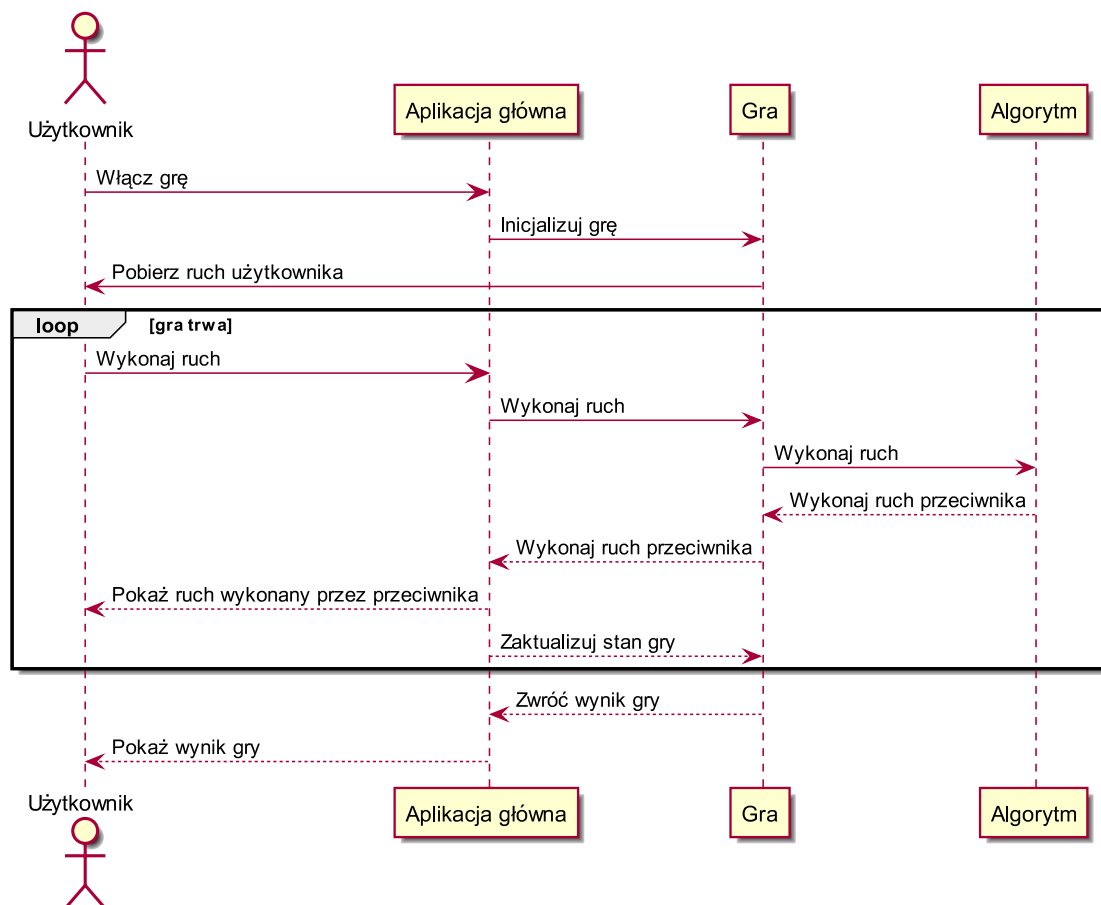 Użytkownik
Aplikacja główna
Gra
Algorytm
Włącz grę
Inicjalizuj grę
Pobierz ruch użytkownika
loop
[gra trwa]
Wykonaj ruch
Wykonaj ruch
Wykonaj ruch
Wykonaj ruch przeciwnika
Wykonaj ruch przeciwnika
Pokaż ruch wykonany przez przeciwnika
Zaktualizuj stan gry
Zwróć wynik gry
Pokaż wynik gry
Użytkownik
Aplikacja główna
Gra
Algorytm